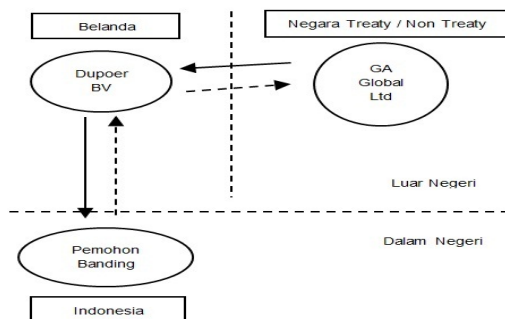 Belanda
Negara Treaty / Non Treaty
Dupoer
BV
GA
Global
Ltd
Luar Negeri
Pemohon
Banding
Dalam Negeri
Indonesia